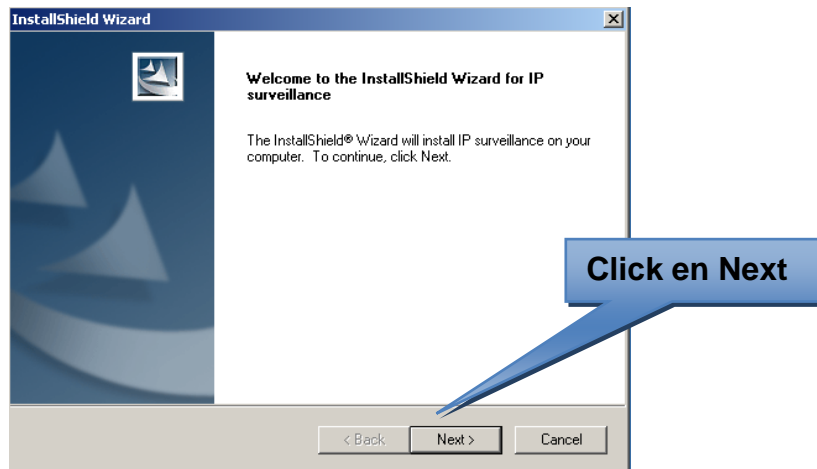 InstallShield Wizard
Welcome to the InstallShield Wizard for IP
surveillance
The InstallShield® Wizard will install IP surveillance on your
computer. To continue, click Next.
Click en Next
< Back
Next >
Cancel